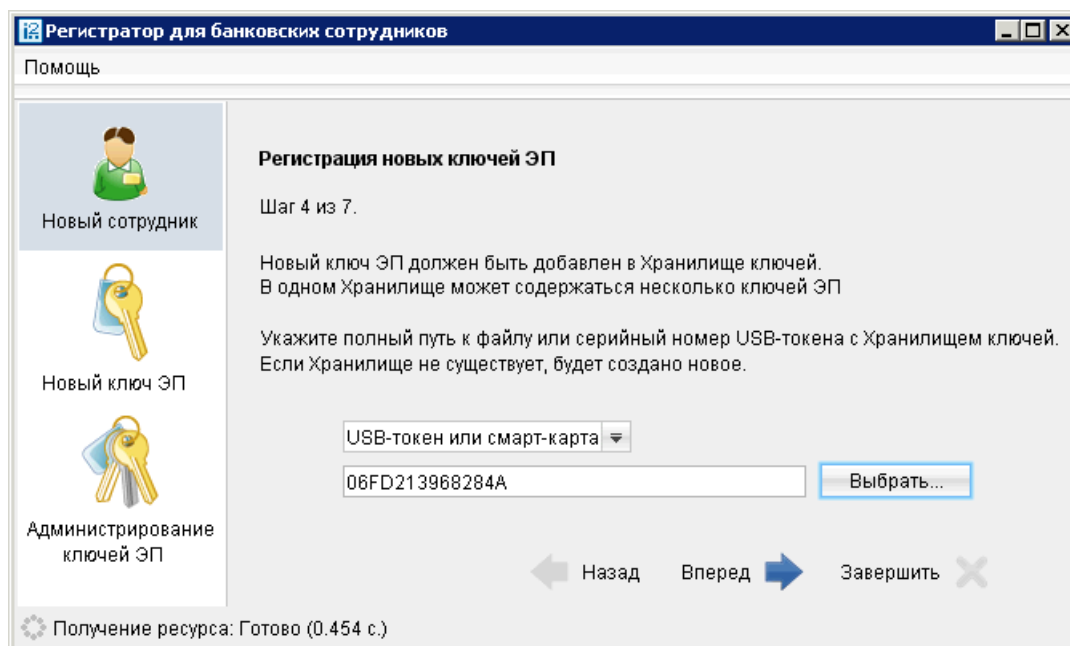 Регистратор для банковских сотрудников
Помощь
Новый сотрудник
Новый ключ ЭП
Администрирование
ключей ЭП
Регистрация новых ключей ЭП
Шаг 4 из 7.
Новый ключ ЭП должен быть добавлен в Хранилище ключей.
В одном Хранилище может содержаться несколько ключей ЭП
Укажите полный путь к файлу или серийный номер USB-токена с Хранилищем ключей.
Если Хранилище не существует, будет создано новое.
USB-токен или смарт-карта
06FD213968284A
Выбрать...
Назад
Вперед
Завершить
Получение ресурса: Готово (0.454 с.)